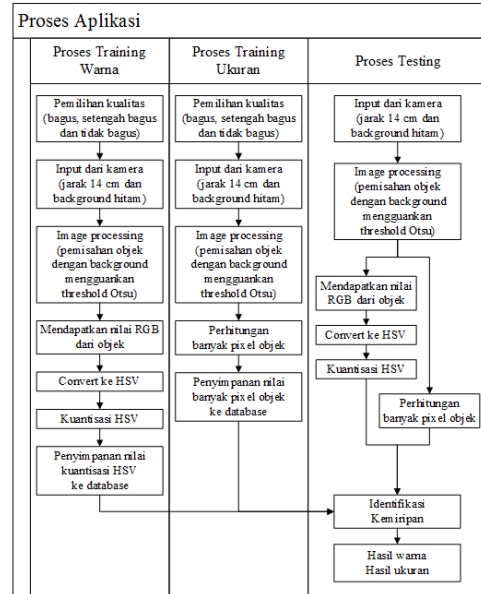 Proses Aplikasi
Proses Training
Warna
Pemilihan kualitas
(bagus, setengah bagus
dan tidak bagus)
Input dari kamera
(jarak 14 cm dan
background hitam)
Image processing
(pemisahan objek
dengan background
mengguankan
threshold Otsu)
Mendapatkan nilai RGB
dari objek
Convert ke HSV
Kuantisasi HSV
Penyimpanan nilai
kuantisasi HSV
ke database
Proses Training
Ukuran
Pemilihan kualitas
(bagus, setengah bagus
dan tidak bagus)
Input dari kamera
(jarak 14 cm dan
background hitam)
Image processing
(pemisahan objek
dengan background
mengguankan
threshold Otsu)
Perhitungan
banyak pixel objek
Penyimpanan nilai
banyak pixel objek
ke database
Proses Testing
Input dari kamera
(jarak 14 cm dan
background hitam)
Image processing
(pemisahan objek
dengan background
mengguankan
threshold Otsu)
Mendapatkan nilai
RGB dari objek
Convert ke HSV
Kuantisasi HSV
Perhitungan
banyak pixel objek
Identifikasi
Kemiripan
Hasil warna
Hasil ukuran